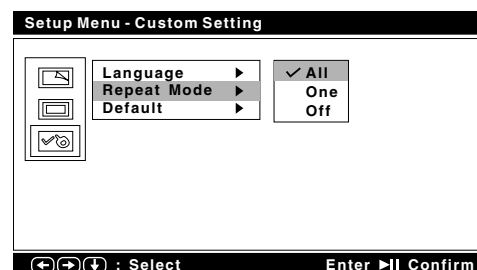 Setup Menu - Custom Setting
Language
Repeat Mode
Default
All
One
Off
: Select
Enter Confirm